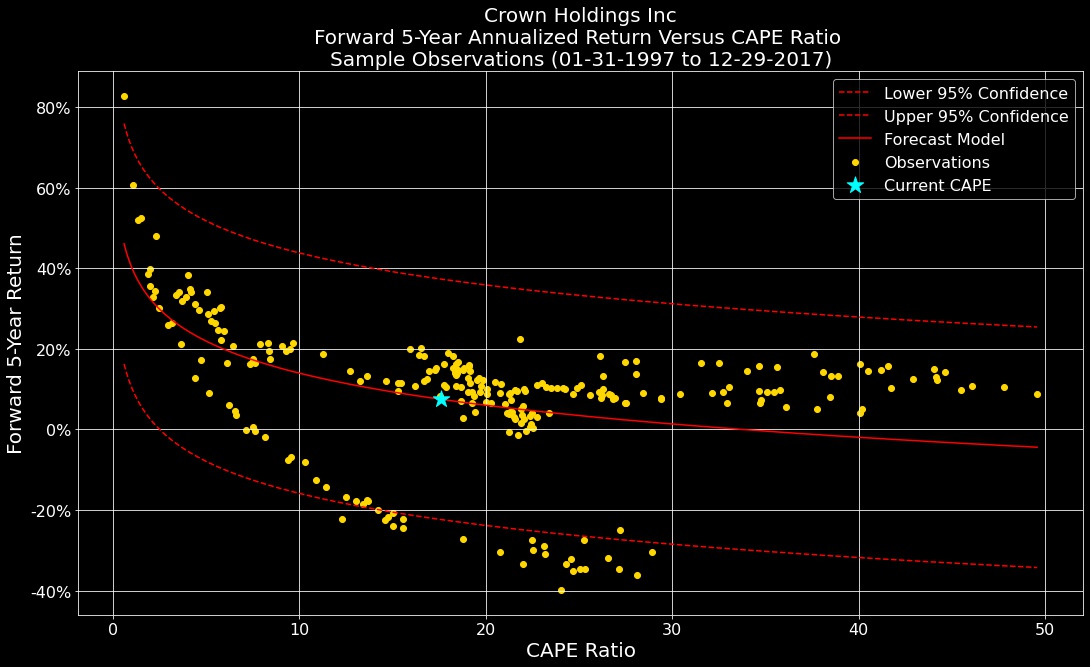 Crown Holdings Inc
Forward 5-Year Annualized Return Versus CAPE Ratio
Sample Observations (01-31-1997 to 12-29-2017)
Lower 95% Confidence
Upper 95% Confidence
Forecast Model
Observations
Current CAPE
Forward 5-Year Return
80%
60%
40%
20%
0%
-20%
-40%
0
10
20
30
40
50
CAPE Ratio